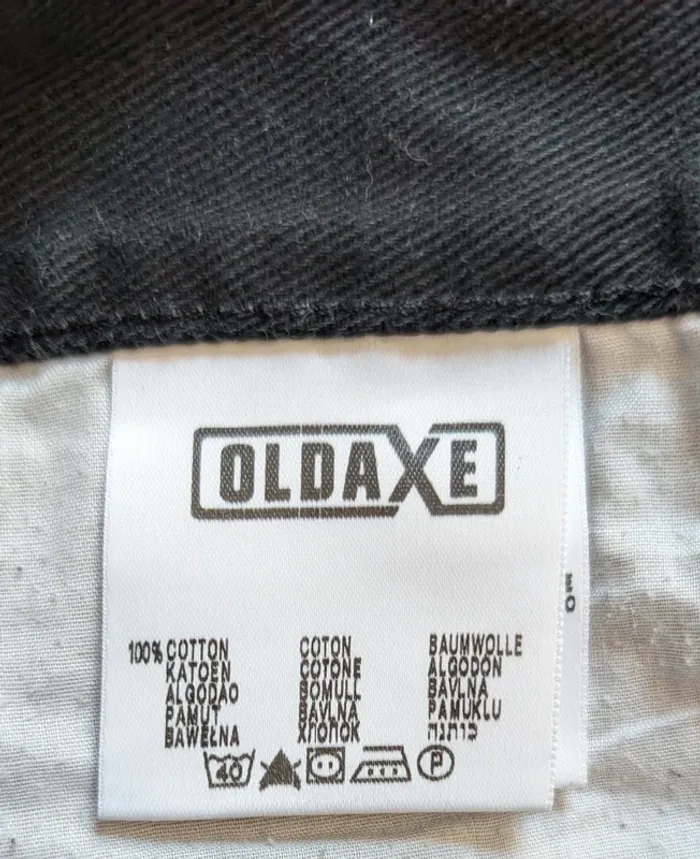 OLDAXE
100% COTTON COTON BAUMWOLLE
KATOEN COTONE ALGODON
ALGODAO BOMULL BAVLNA
PAMUT BAVLNA PAMUKLU
BAWEŁNA ХЛОПОК כותנה
40 P